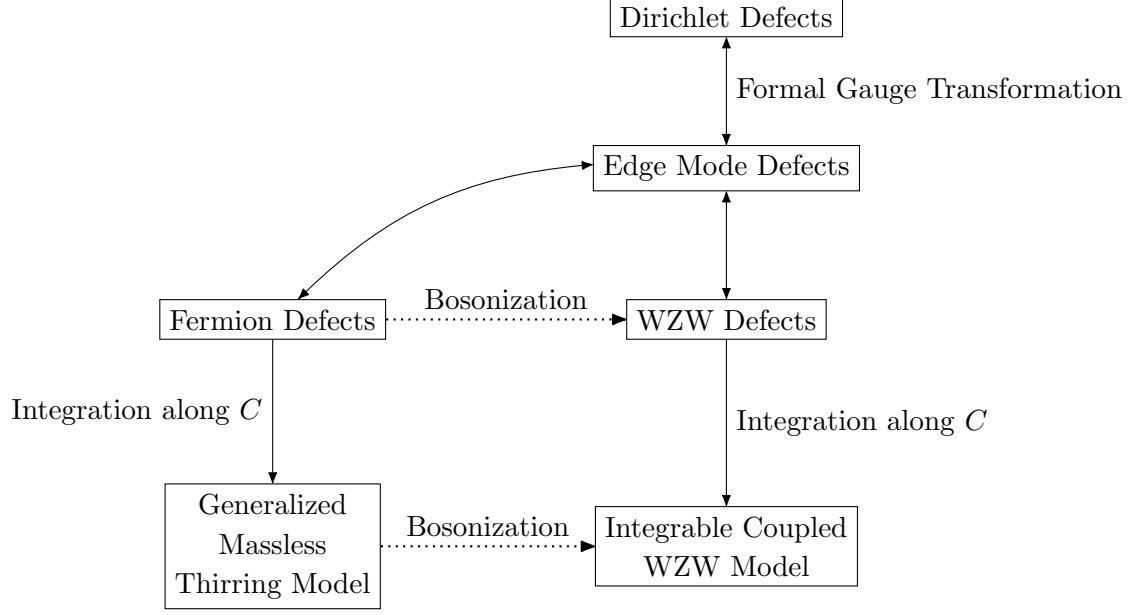 Dirichlet Defects
Formal Gauge Transformation
Edge Mode Defects
Bosonization
Fermion Defects
WZW Defects
Integration along C
Integration along C
Generalized
Massless
Thirring Model
Bosonization
Integrable Coupled
WZW Model